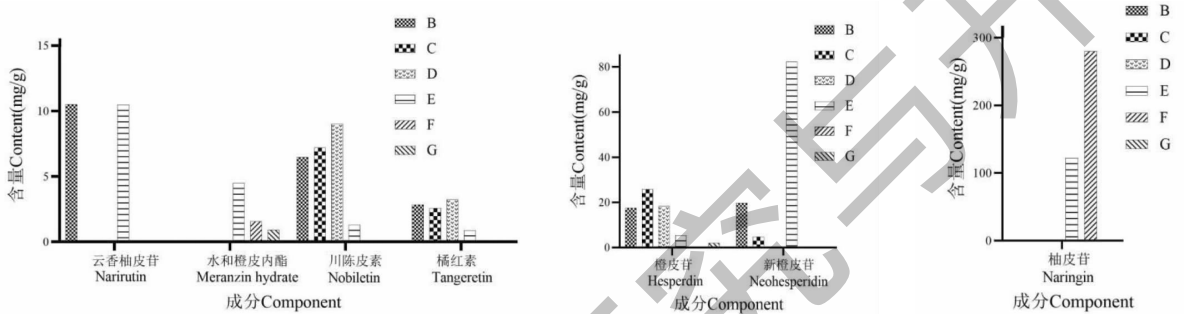 含量Content(mg/g)
15
10
5
0
B
C
D
E
F
G
云香柚皮苷
Narirutin
水和橙皮内酯
Meranzin hydrate
川陈皮素
Nobiletin
橘红素
Tangeretin
成分Component
含量Content(mg/g)
80
60
40
20
0
B
C
D
E
F
G
橙皮苷
Hesperdin
新橙皮苷
Neohesperidin
成分Component
含量Content(mg/g)
300
200
100
0
B
C
D
E
F
G
柚皮苷
Naringin
成分Component
究与升